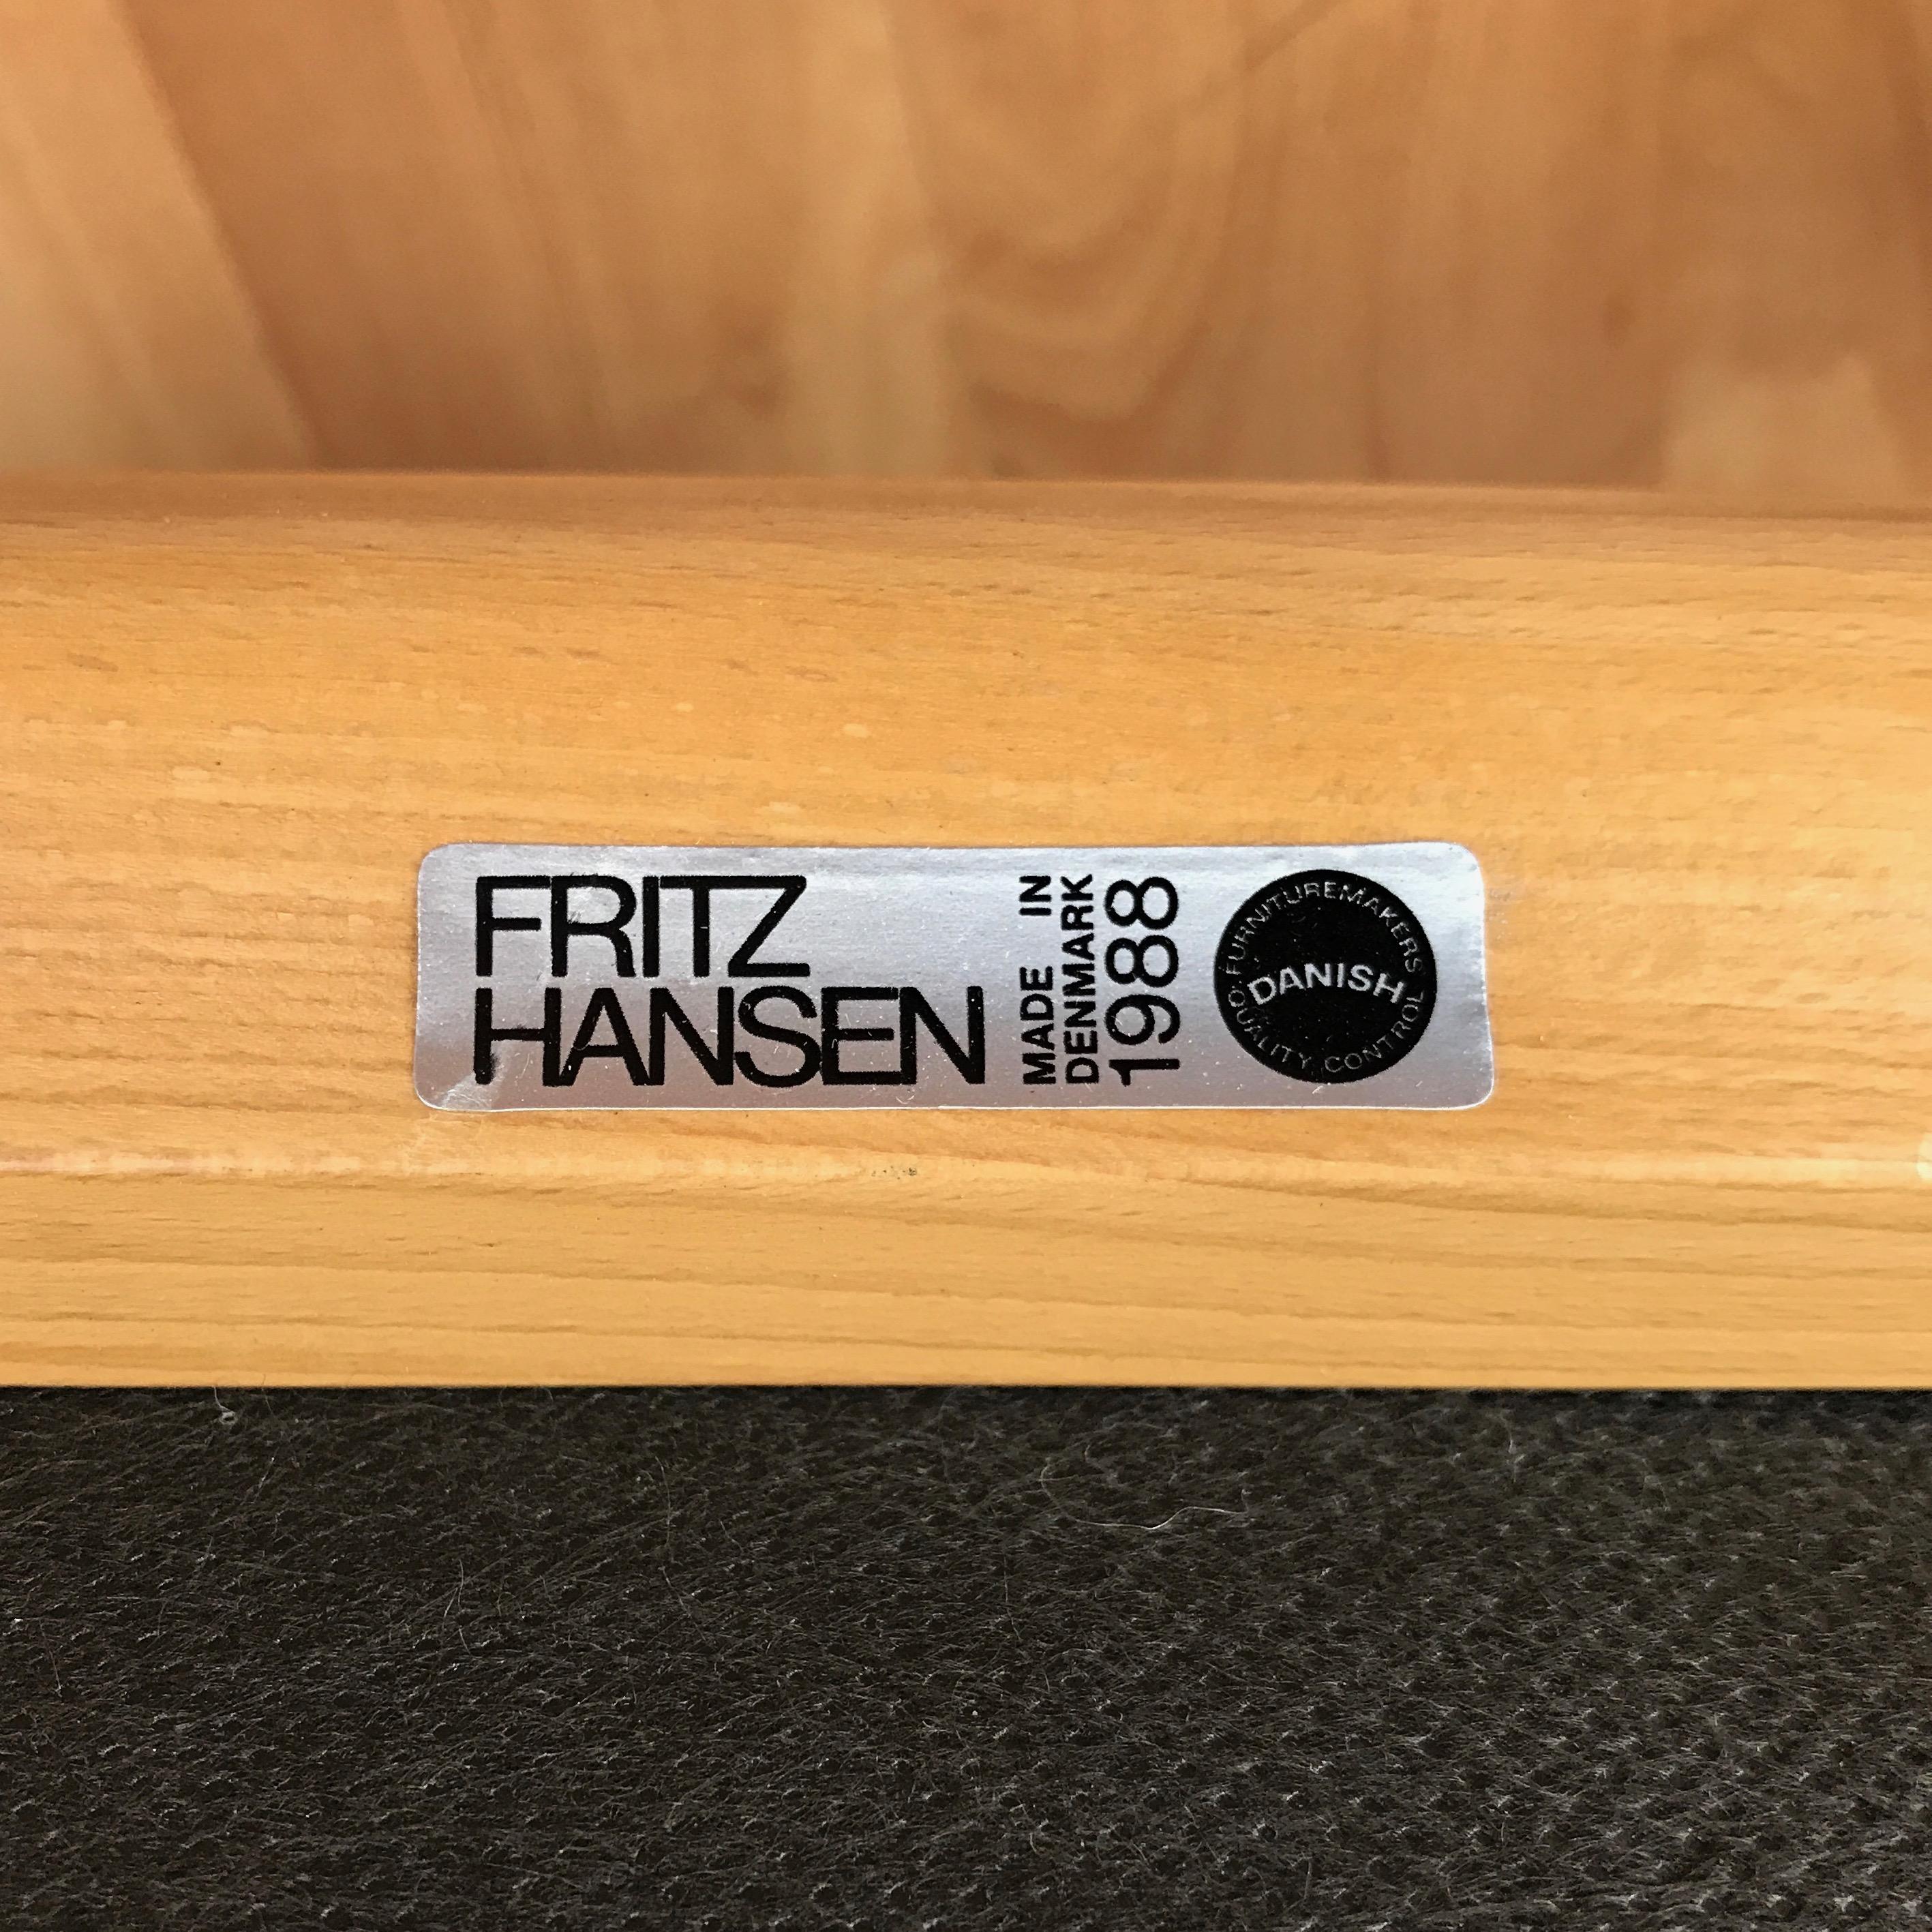 FRITZ
HANSEN
MADE IN
DENMARK
1988
FURNITUREMAKERS
DANISH
QUALITY CONTROL